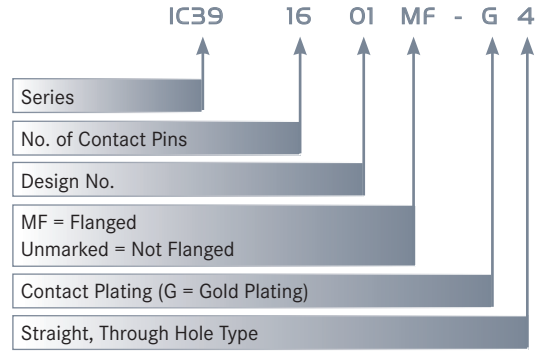 IC39 16 01 MF - G 4
Series
No. of Contact Pins
Design No.
MF = Flanged
Unmarked = Not Flanged
Contact Plating (G = Gold Plating)
Straight, Through Hole Type